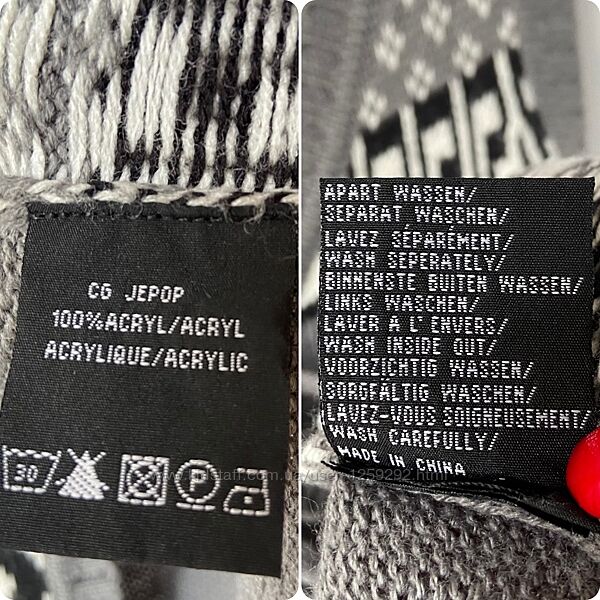 C6 JEPOP
100%ACRYL/ACRYL
ACRYLIQUE/ACRYLIC
30
P
APART WASSEN/
SEPARAT WASCHEN/
LAVEZ SÉPARÉMENT/
WASH SEPERATELY/
BINNENSTE BUITEN WASSEN/
LINKS WASCHEN/
LAVER A L'ENVERS/
WASH INSIDE OUT/
VOORZICHTIG WASSEN/
SORGFÄLTIG WASCHEN/
LAVEZ-VOUS SOIGNEUSEMENT/
WASH CAREFULLY/
MADE IN CHINA